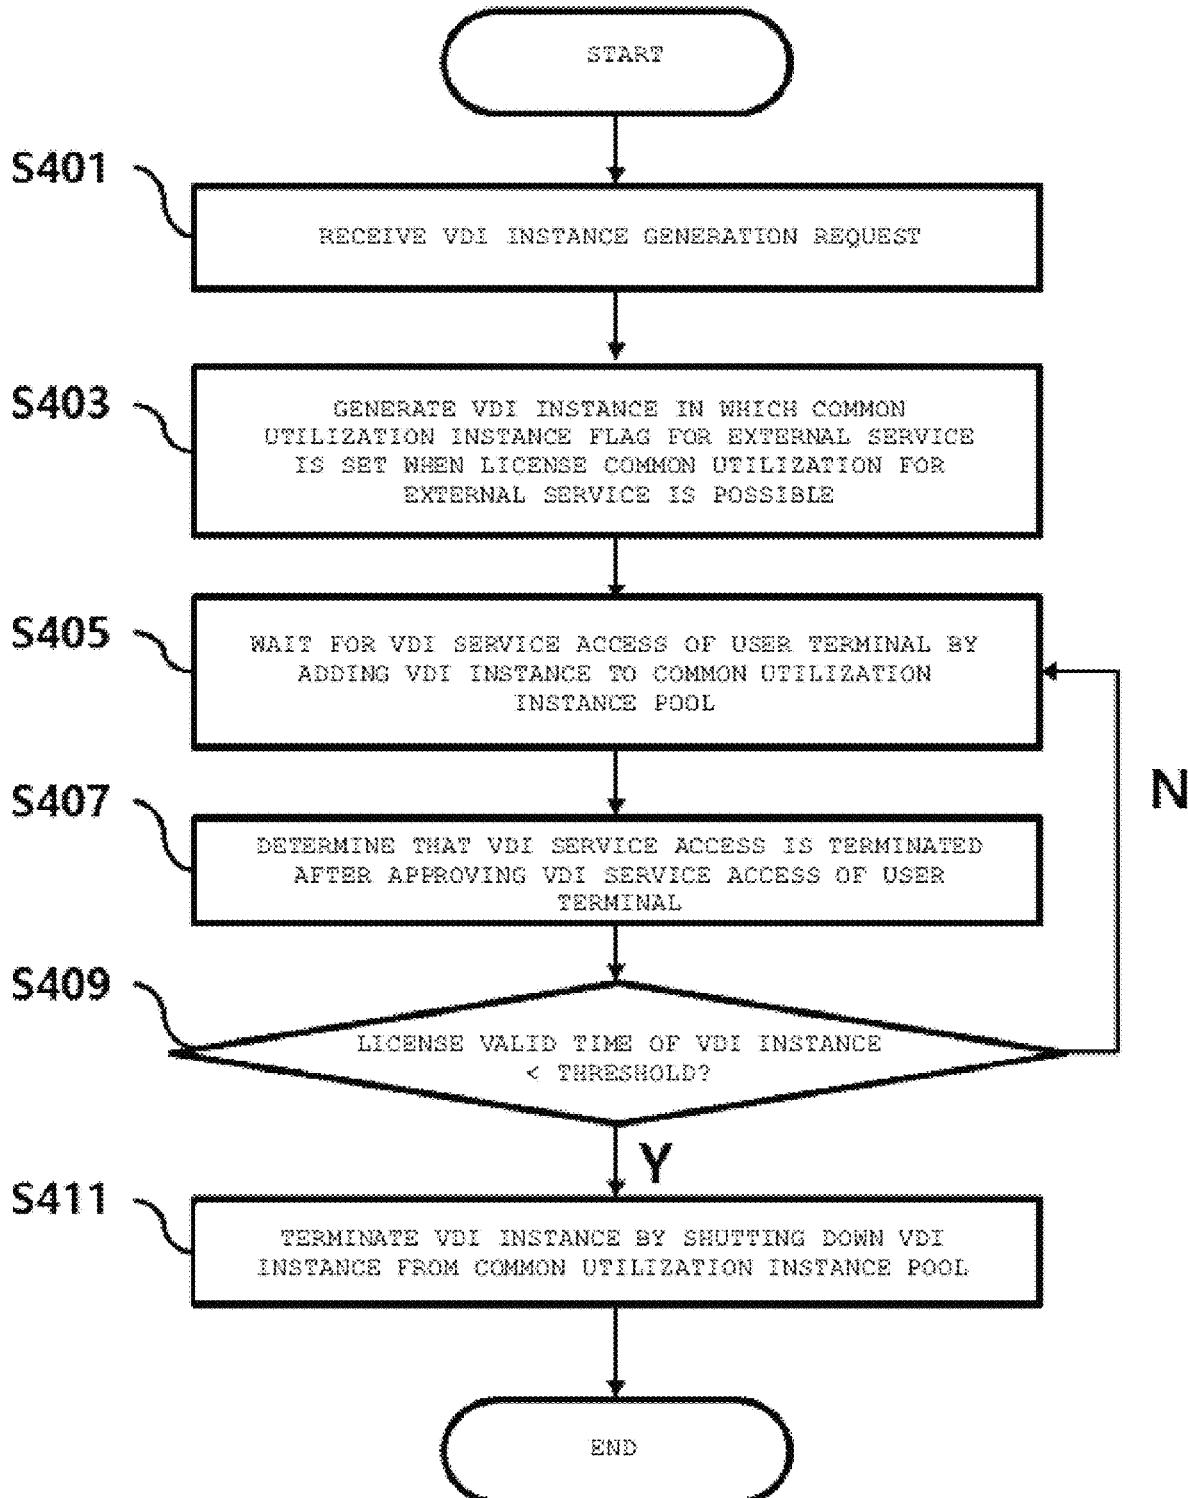 START
S401
RECEIVE VDI INSTANCE GENERATION REQUEST
S403
GENERATE VDI INSTANCE IN WHICH COMMON
UTILIZATION INSTANCE FLAG FOR EXTERNAL SERVICE
IS SET WHEN LICENSE COMMON UTILIZATION FOR
EXTERNAL SERVICE IS POSSIBLE
S405
WAIT FOR VDI SERVICE ACCESS OF USER TERMINAL BY
ADDING VDI INSTANCE TO COMMON UTILIZATION
INSTANCE POOL
N
S407
DETERMINE THAT VDI SERVICE ACCESS IS TERMINATED
AFTER APPROVING VDI SERVICE ACCESS OF USER
TERMINAL
S409
LICENSE VALID TIME OF VDI INSTANCE
< THRESHOLD?
Y
S411
TERMINATE VDI INSTANCE BY SHUTTING DOWN VDI
INSTANCE FROM COMMON UTILIZATION INSTANCE POOL
END